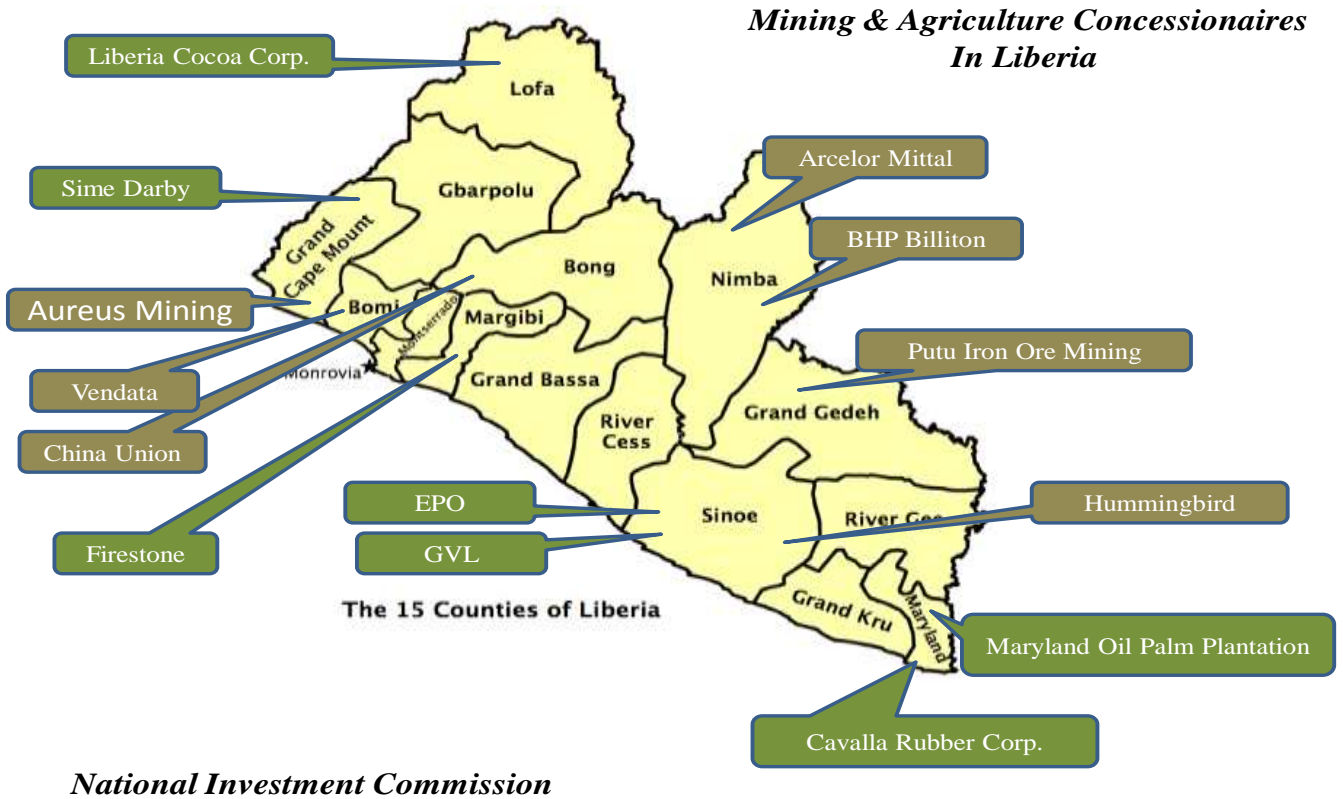 Mining & Agriculture Concessionaires
In Liberia
Liberia Cocoa Corp.
Lofa
Arcelor Mittal
Sime Darby
Gbarpolu
BHP Billiton
Grand
Cape Mount
Bong
Nimba
Aureus Mining
Bomi
Montserrado
Margibi
Putu Iron Ore Mining
Monrovia
Vendata
Grand Bassa
Grand Gedeh
China Union
River
Cess
EPO
Sinoe
River Gee
Hummingbird
Firestone
GVL
The 15 Counties of Liberia
Grand Kru
Maryland
Maryland Oil Palm Plantation
Cavalla Rubber Corp.
National Investment Commission